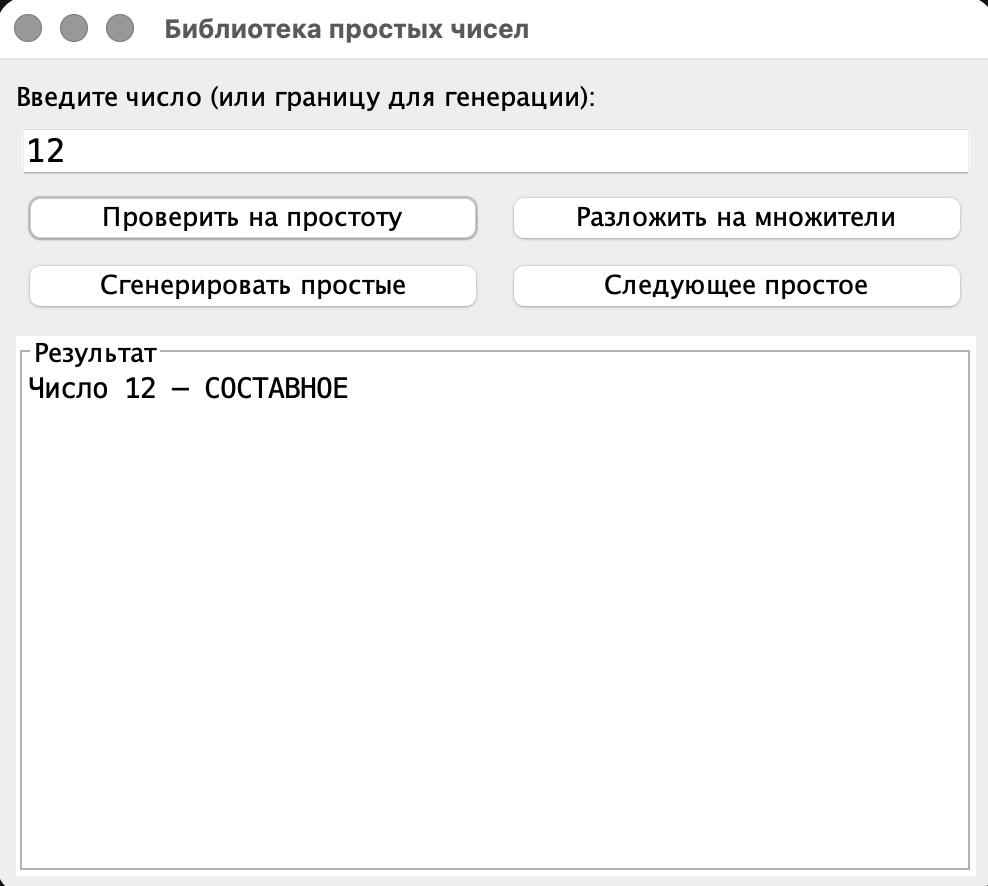 Библиотека простых чисел
Введите число (или границу для генерации):
12
Проверить на простоту
Разложить на множители
Сгенерировать простые
Следующее простое
Результат
Число 12 — СОСТАВНОЕ